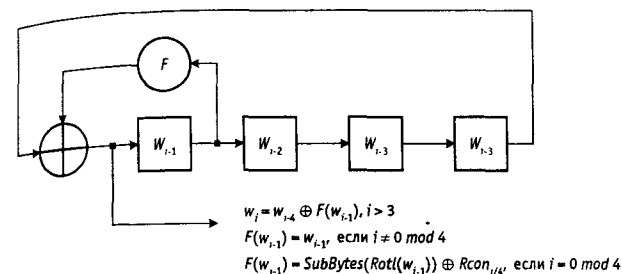 F
W_{i-1} W_{i-2} W_{i-3} W_{i-3}
w_i = w_{i-4} ⊕ F(w_{i-1}), i > 3
F(w_{i-1}) = w_{i-1}, если i ≠ 0 mod 4
F(w_{i-1}) = SubBytes(Rotl(w_{i-1})) ⊕ Rcon_{i/4}, если i = 0 mod 4